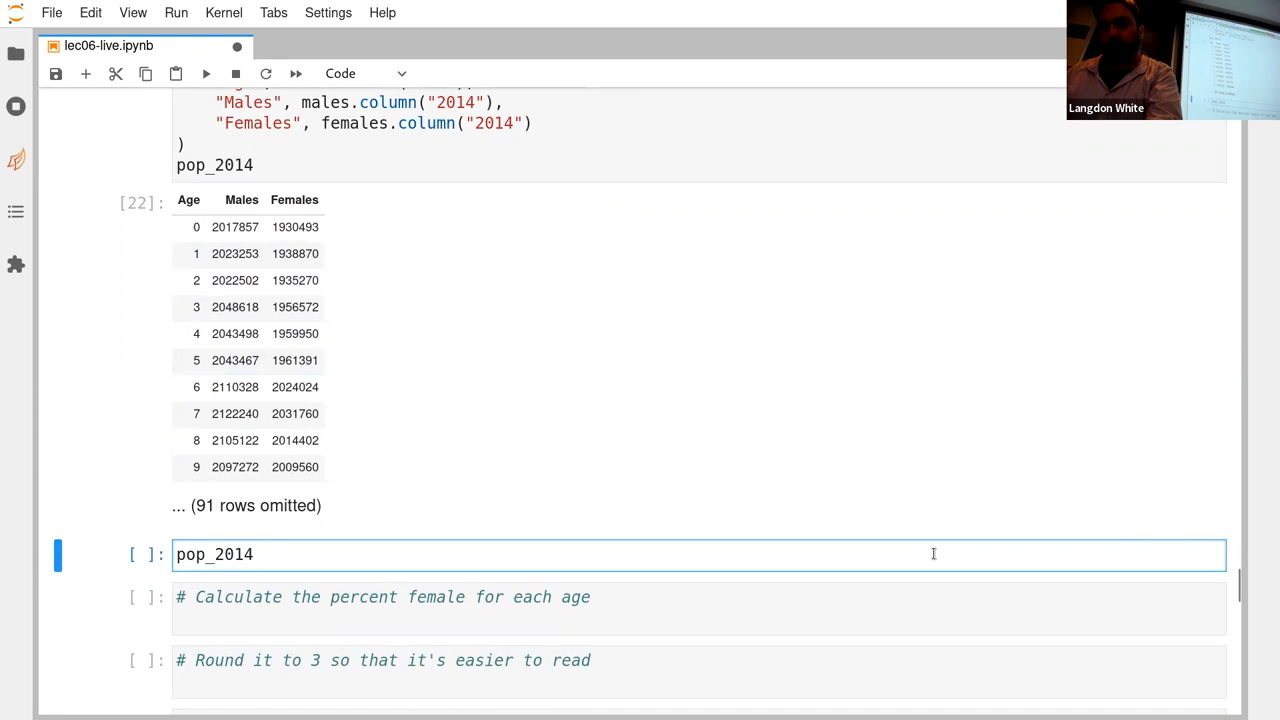 File Edit View Run Kernel Tabs Settings Help
lec06-live.ipynb
Code
"Males", males.column("2014"),
"Females", females.column("2014")
)
pop_2014
[22]:
Age Males Females
0 2017857 1930493
1 2023253 1938870
2 2022502 1935270
3 2048618 1956572
4 2043498 1959950
5 2043467 1961391
6 2110328 2024024
7 2122240 2031760
8 2105122 2014402
9 2097272 2009560
... (91 rows omitted)
[ ]: pop_2014
[ ]: # Calculate the percent female for each age
[ ]: # Round it to 3 so that it's easier to read
Langdon White